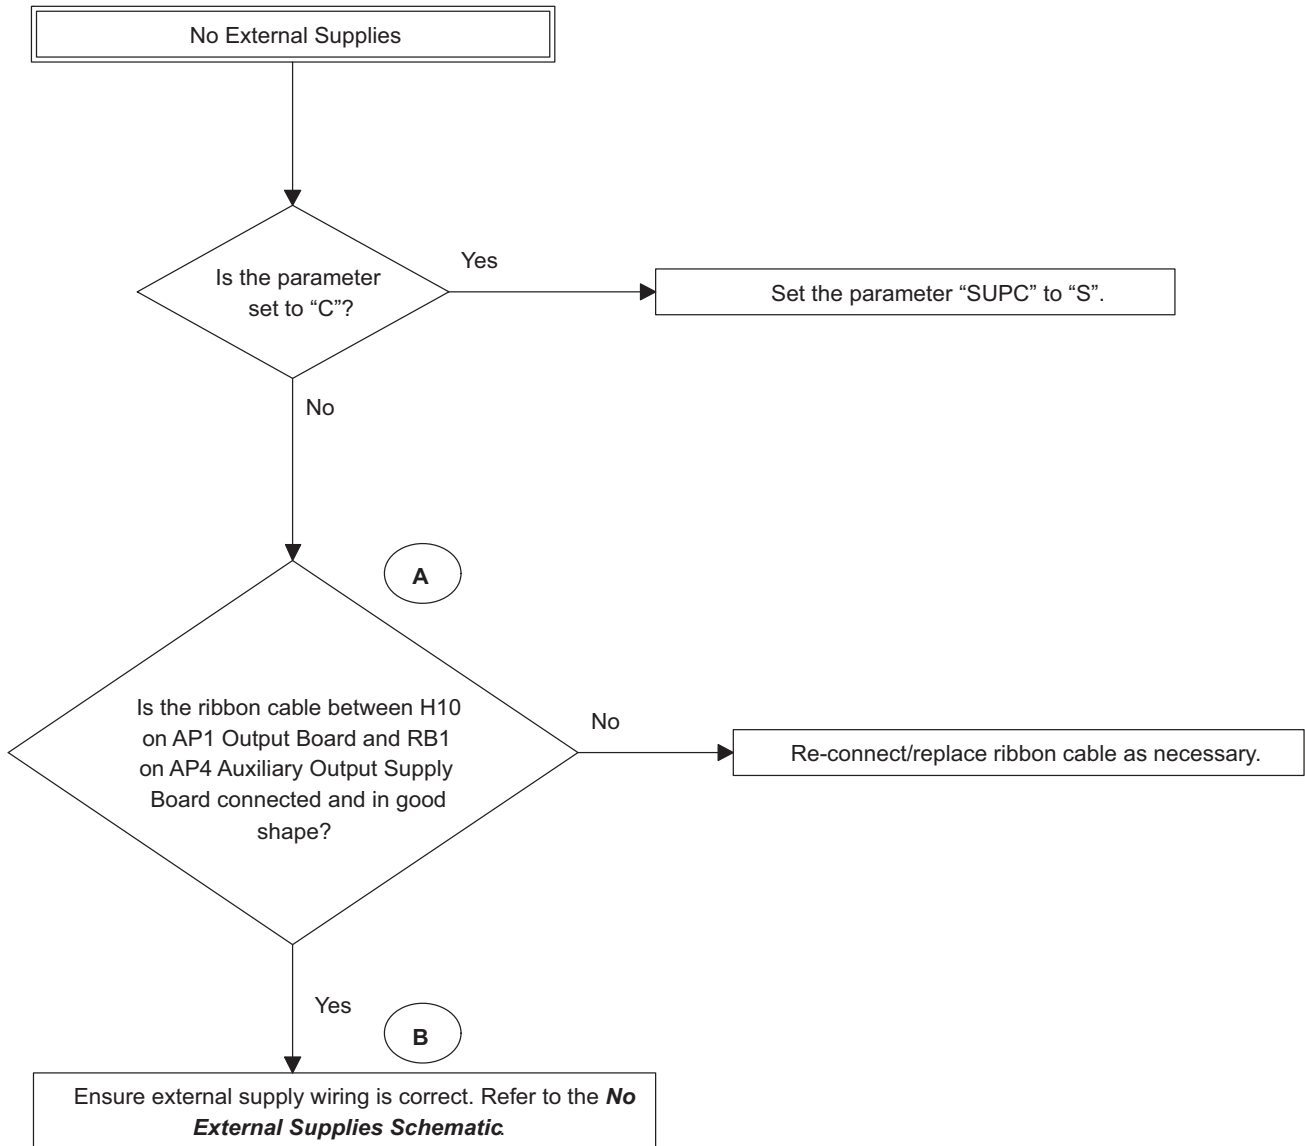 No External Supplies
Is the parameter
set to “C”?
Yes
Set the parameter “SUPC” to “S”.
No
A
Is the ribbon cable between H10
on AP1 Output Board and RB1
on AP4 Auxiliary Output Supply
Board connected and in good
shape?
No
Re-connect/replace ribbon cable as necessary.
Yes
B
Ensure external supply wiring is correct. Refer to the No
External Supplies Schematic.